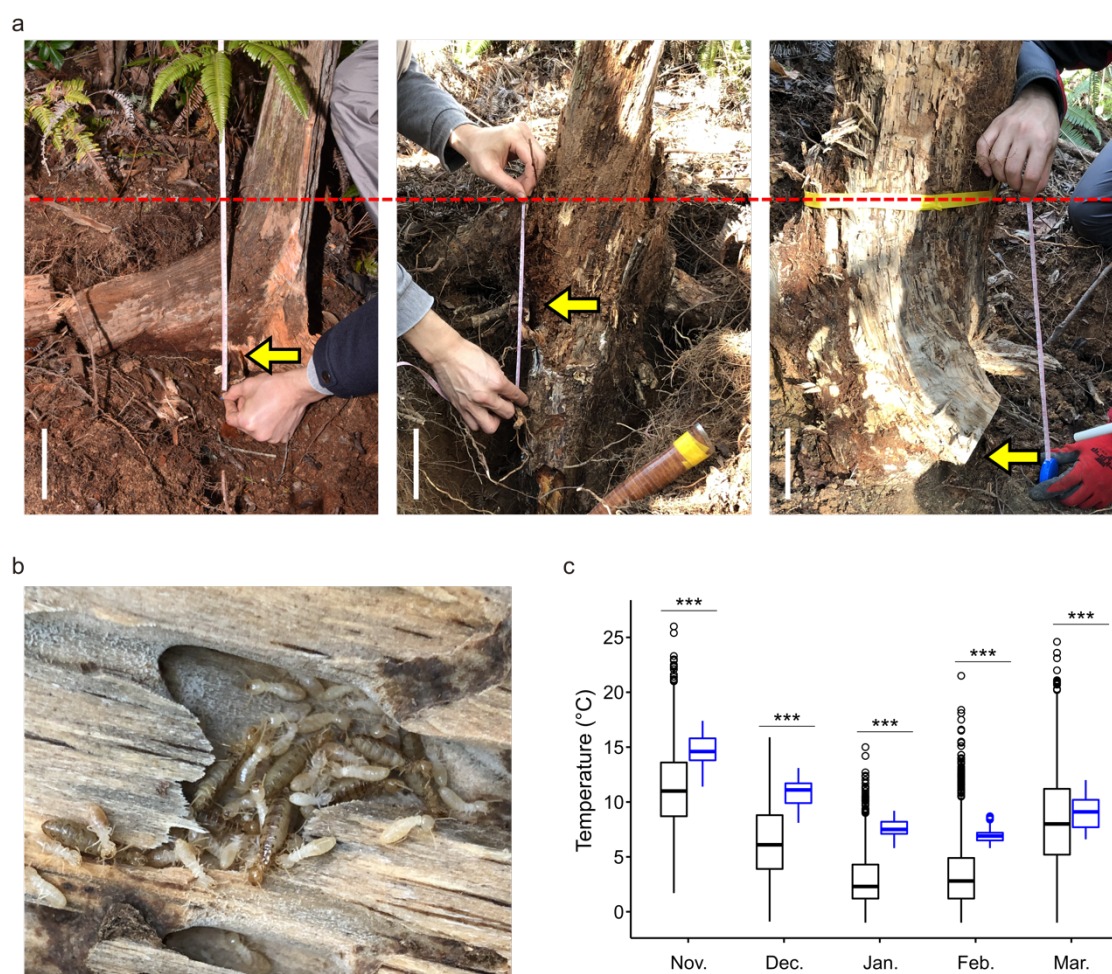 a
b
c
Temperature (°C)
25
20
15
10
5
0
***
***
***
***
***
Nov.
Dec.
Jan.
Feb.
Mar.